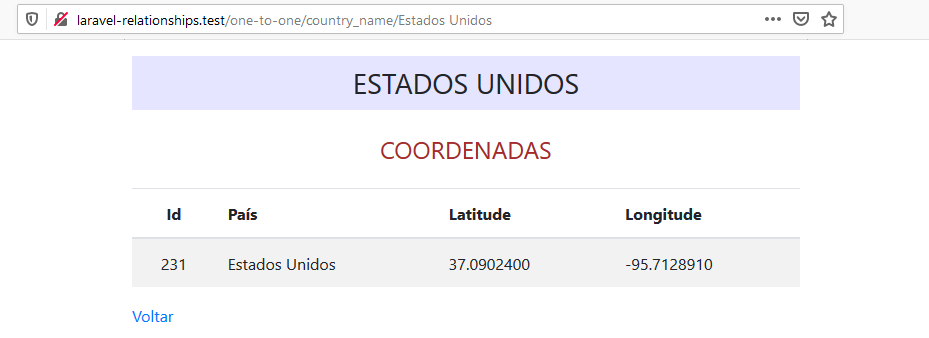 laravel-relationships.test/one-to-one/country_name/Estados Unidos
ESTADOS UNIDOS
COORDENADAS
Id País Latitude Longitude
231 Estados Unidos 37.0902400 -95.7128910
Voltar